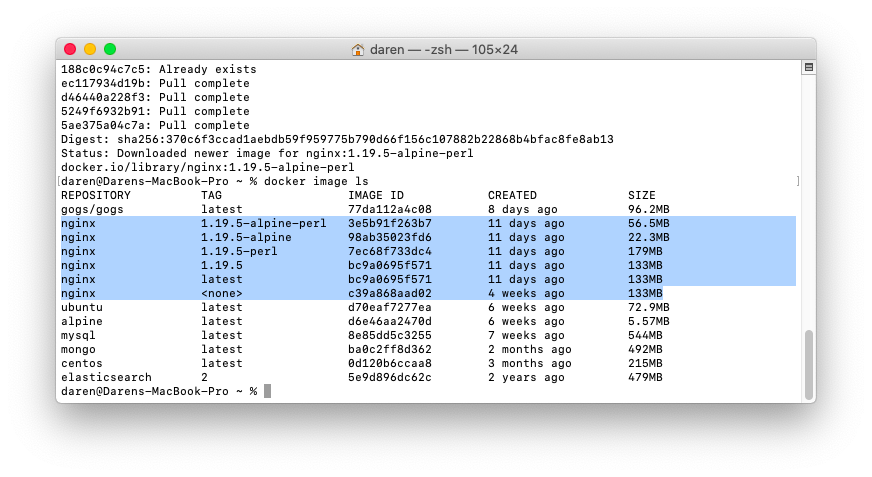 daren — -zsh — 105×24
188c0c94c7c5: Already exists
ec117934d19b: Pull complete
d46440a228f3: Pull complete
5249f6932b91: Pull complete
5ae375a04c7a: Pull complete
Digest: sha256:370c6f3ccad1aebdb59f959775b790d66f156c107882b22868b4bfac8fe8ab13
Status: Downloaded newer image for nginx:1.19.5-alpine-perl
docker.io/library/nginx:1.19.5-alpine-perl
[daren@Darens-MacBook-Pro ~ % docker image ls ]
REPOSITORY TAG IMAGE ID CREATED SIZE
gogs/gogs latest 77da112a4c08 8 days ago 96.2MB
nginx 1.19.5-alpine-perl 3e5b91f263b7 11 days ago 56.5MB
nginx 1.19.5-alpine 98ab35023fd6 11 days ago 22.3MB
nginx 1.19.5-perl 7ec68f733dc4 11 days ago 179MB
nginx 1.19.5 bc9a0695f571 11 days ago 133MB
nginx latest bc9a0695f571 11 days ago 133MB
nginx <none> c39a868aad02 4 weeks ago 133MB
ubuntu latest d70eaf7277ea 6 weeks ago 72.9MB
alpine latest d6e46aa2470d 6 weeks ago 5.57MB
mysql latest 8e85dd5c3255 7 weeks ago 544MB
mongo latest ba0c2ff8d362 2 months ago 492MB
centos latest 0d120b6ccaa8 3 months ago 215MB
elasticsearch 2 5e9d896dc62c 2 years ago 479MB
daren@Darens-MacBook-Pro ~ %